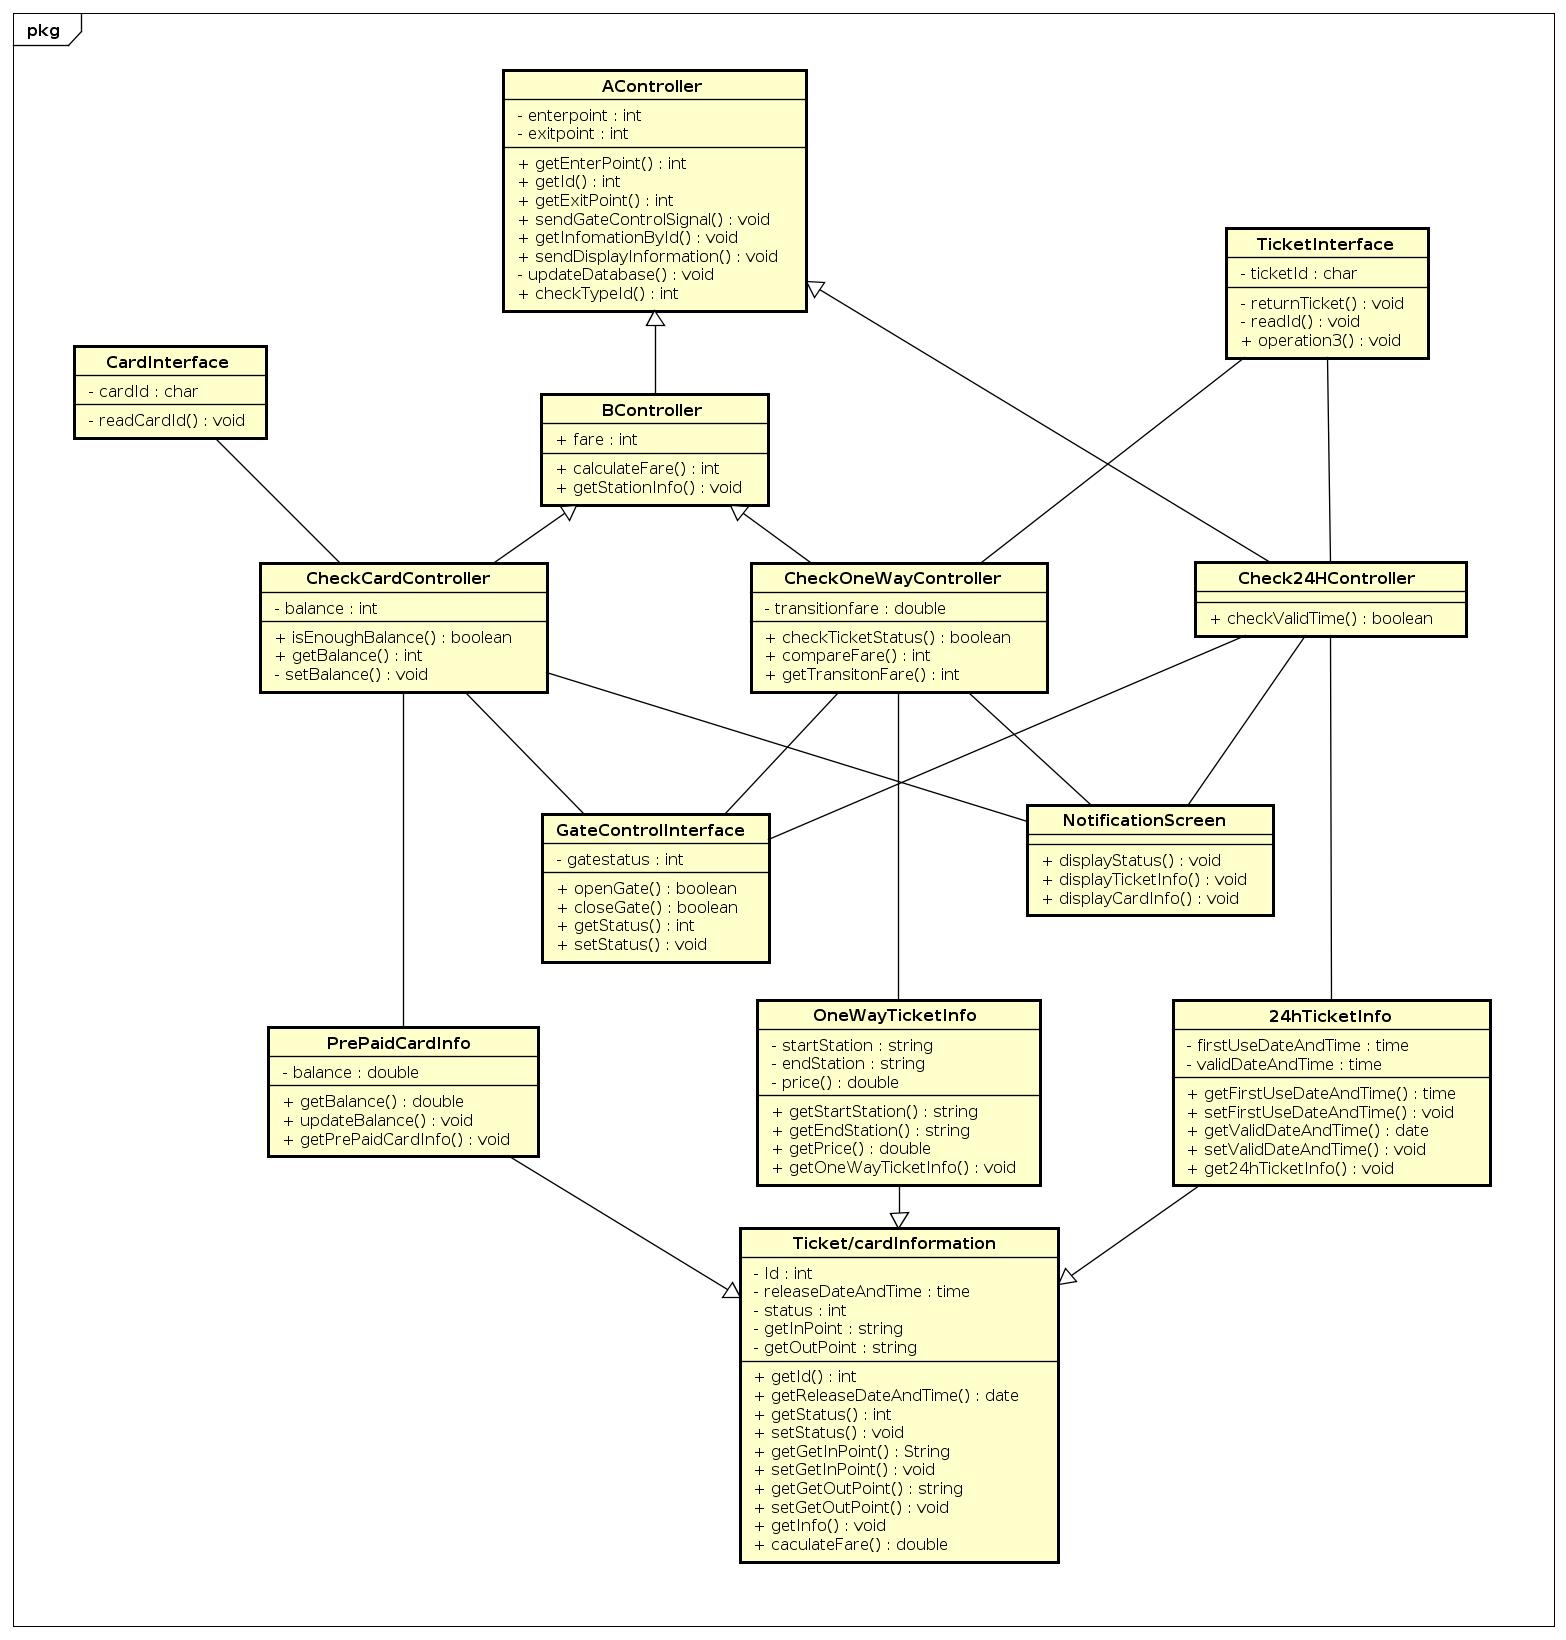 pkg
AController
- enterpoint : int
- exitpoint : int
+ getEnterPoint() : int
+ getId() : int
+ getExitPoint() : int
+ sendGateControlSignal() : void
+ getInfomationById() : void
+ sendDisplayInformation() : void
- updateDatabase() : void
+ checkTypeId() : int
TicketInterface
- ticketId : char
- returnTicket() : void
- readId() : void
+ operation3() : void
CardInterface
- cardId : char
- readCardId() : void
BController
+ fare : int
+ calculateFare() : int
+ getStationInfo() : void
CheckCardController
- balance : int
+ isEnoughBalance() : boolean
+ getBalance() : int
- setBalance() : void
CheckOneWayController
- transitionfare : double
+ checkTicketStatus() : boolean
+ compareFare() : int
+ getTransitonFare() : int
Check24HController
+ checkValidTime() : boolean
GateControlInterface
- gatestatus : int
+ openGate() : boolean
+ closeGate() : boolean
+ getStatus() : int
+ setStatus() : void
NotificationScreen
+ displayStatus() : void
+ displayTicketInfo() : void
+ displayCardInfo() : void
PrePaidCardInfo
- balance : double
+ getBalance() : double
+ updateBalance() : void
+ getPrePaidCardInfo() : void
OneWayTicketInfo
- startStation : string
- endStation : string
- price() : double
+ getStartStation() : string
+ getEndStation() : string
+ getPrice() : double
+ getOneWayTicketInfo() : void
24hTicketInfo
- firstUseDateAndTime : time
- validDateAndTime : time
+ getFirstUseDateAndTime() : time
+ setFirstUseDateAndTime() : void
+ getValidDateAndTime() : date
+ setValidDateAndTime() : void
+ get24hTicketInfo() : void
Ticket/cardInformation
- Id : int
- releaseDateAndTime : time
- status : int
- getInPoint : string
- getOutPoint : string
+ getId() : int
+ getReleaseDateAndTime() : date
+ getStatus() : int
+ setStatus() : void
+ getGetInPoint() : String
+ setGetInPoint() : void
+ getGetOutPoint() : string
+ setGetOutPoint() : void
+ getInfo() : void
+ caculateFare() : double